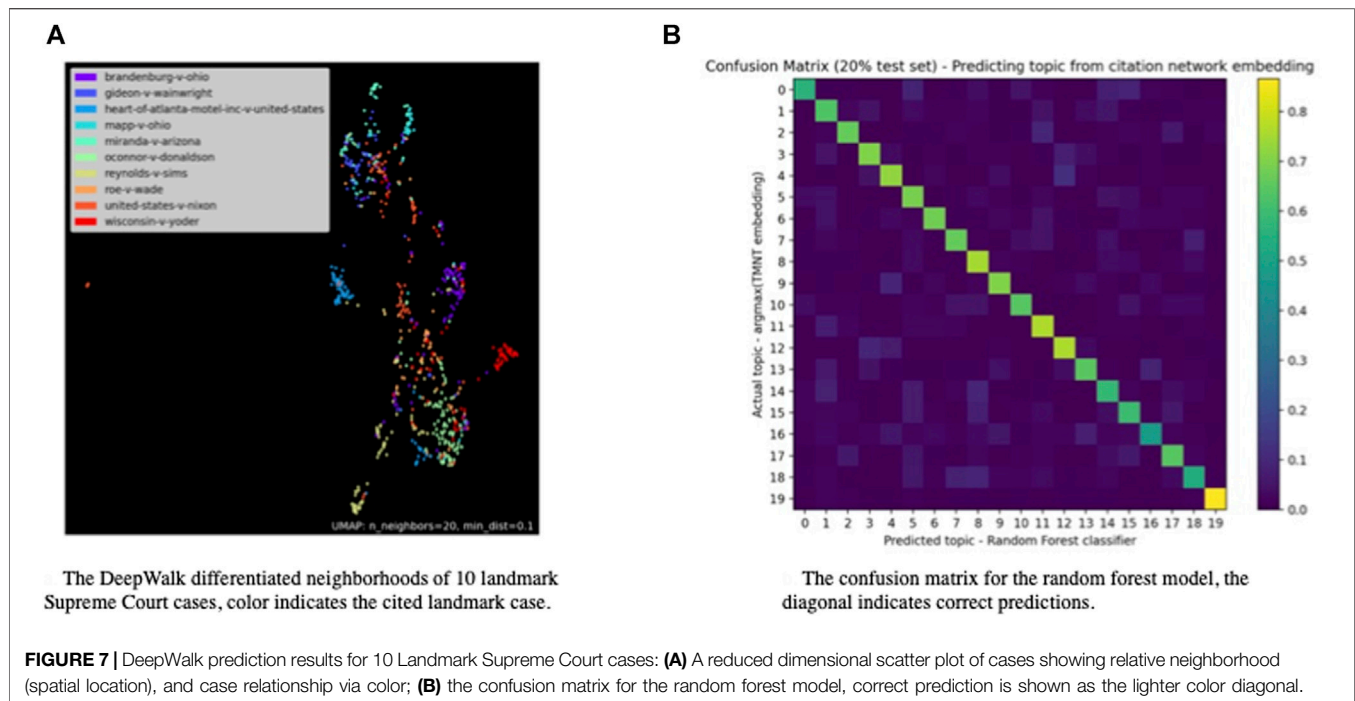 A
brandenburg-v-ohio
gideon-v-wainwright
heart-of-atlanta-motel-inc-v-united-states
mapp-v-ohio
miranda-v-arizona
oconnor-v-donaldson
reynolds-v-sims
roe-v-wade
united-states-v-nixon
wisconsin-v-yoder
UMAP: n_neighbors=20, min_dist=0.1
The DeepWalk differentiated neighborhoods of 10 landmark
Supreme Court cases, color indicates the cited landmark case.
B
Confusion Matrix (20% test set) - Predicting topic from citation network embedding
Actual topic - argmax(TMNT embedding)
0
1
2
3
4
5
6
7
8
9
10
11
12
13
14
15
16
17
18
19
0 1 2 3 4 5 6 7 8 9 10 11 12 13 14 15 16 17 18 19
Predicted topic - Random Forest classifier
0.8
0.7
0.6
0.5
0.4
0.3
0.2
0.1
0.0
The confusion matrix for the random forest model, the
diagonal indicates correct predictions.
FIGURE 7 | DeepWalk prediction results for 10 Landmark Supreme Court cases: (A) A reduced dimensional scatter plot of cases showing relative neighborhood
(spatial location), and case relationship via color; (B) the confusion matrix for the random forest model, correct prediction is shown as the lighter color diagonal.